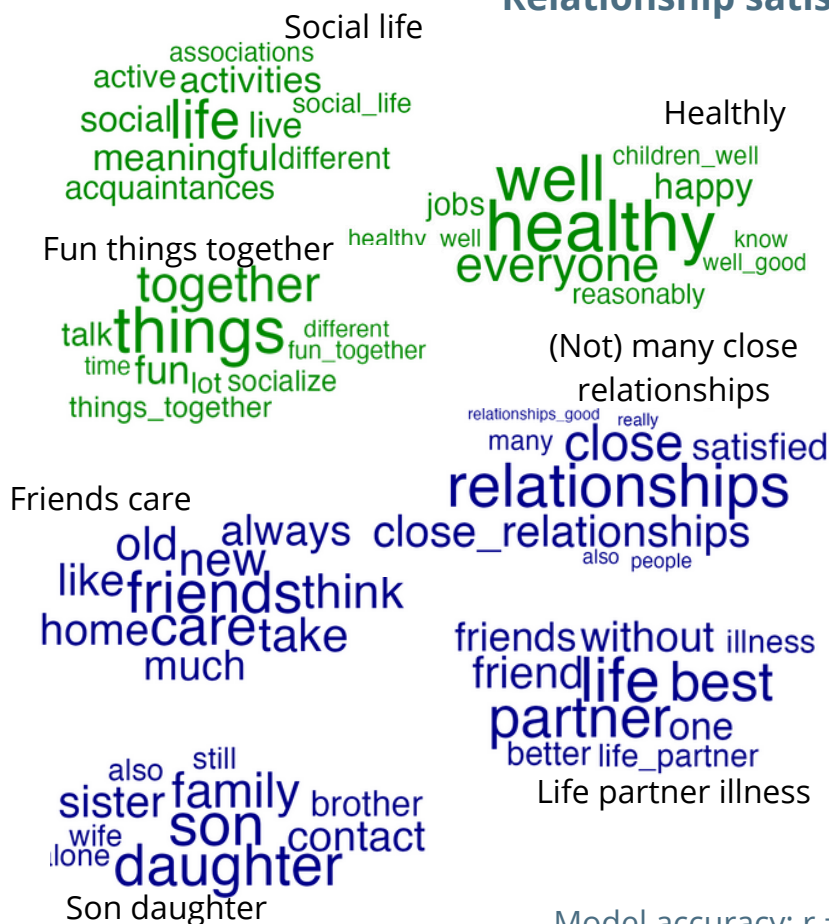 Relationship satis
Social life
associations
active activities
social life live social_life
meaningful different
acquaintances
Healthly
well children_well
happy
jobs healthy
healthy_well know
everyone well_good
reasonably
Fun things together
together
talk things different
fun_together
time fun lot socialize
things_together
(Not) many close
relationships
relationships_good really
many close satisfied
relationships
close_relationships
also people
Friends care
old new always
like friends think
home care take
much
friends without illness
friend life best
partner one
better life_partner
Life partner illness
also still
sister family brother
wife son contact
lone daughter
Son daughter
Model accuracy: r